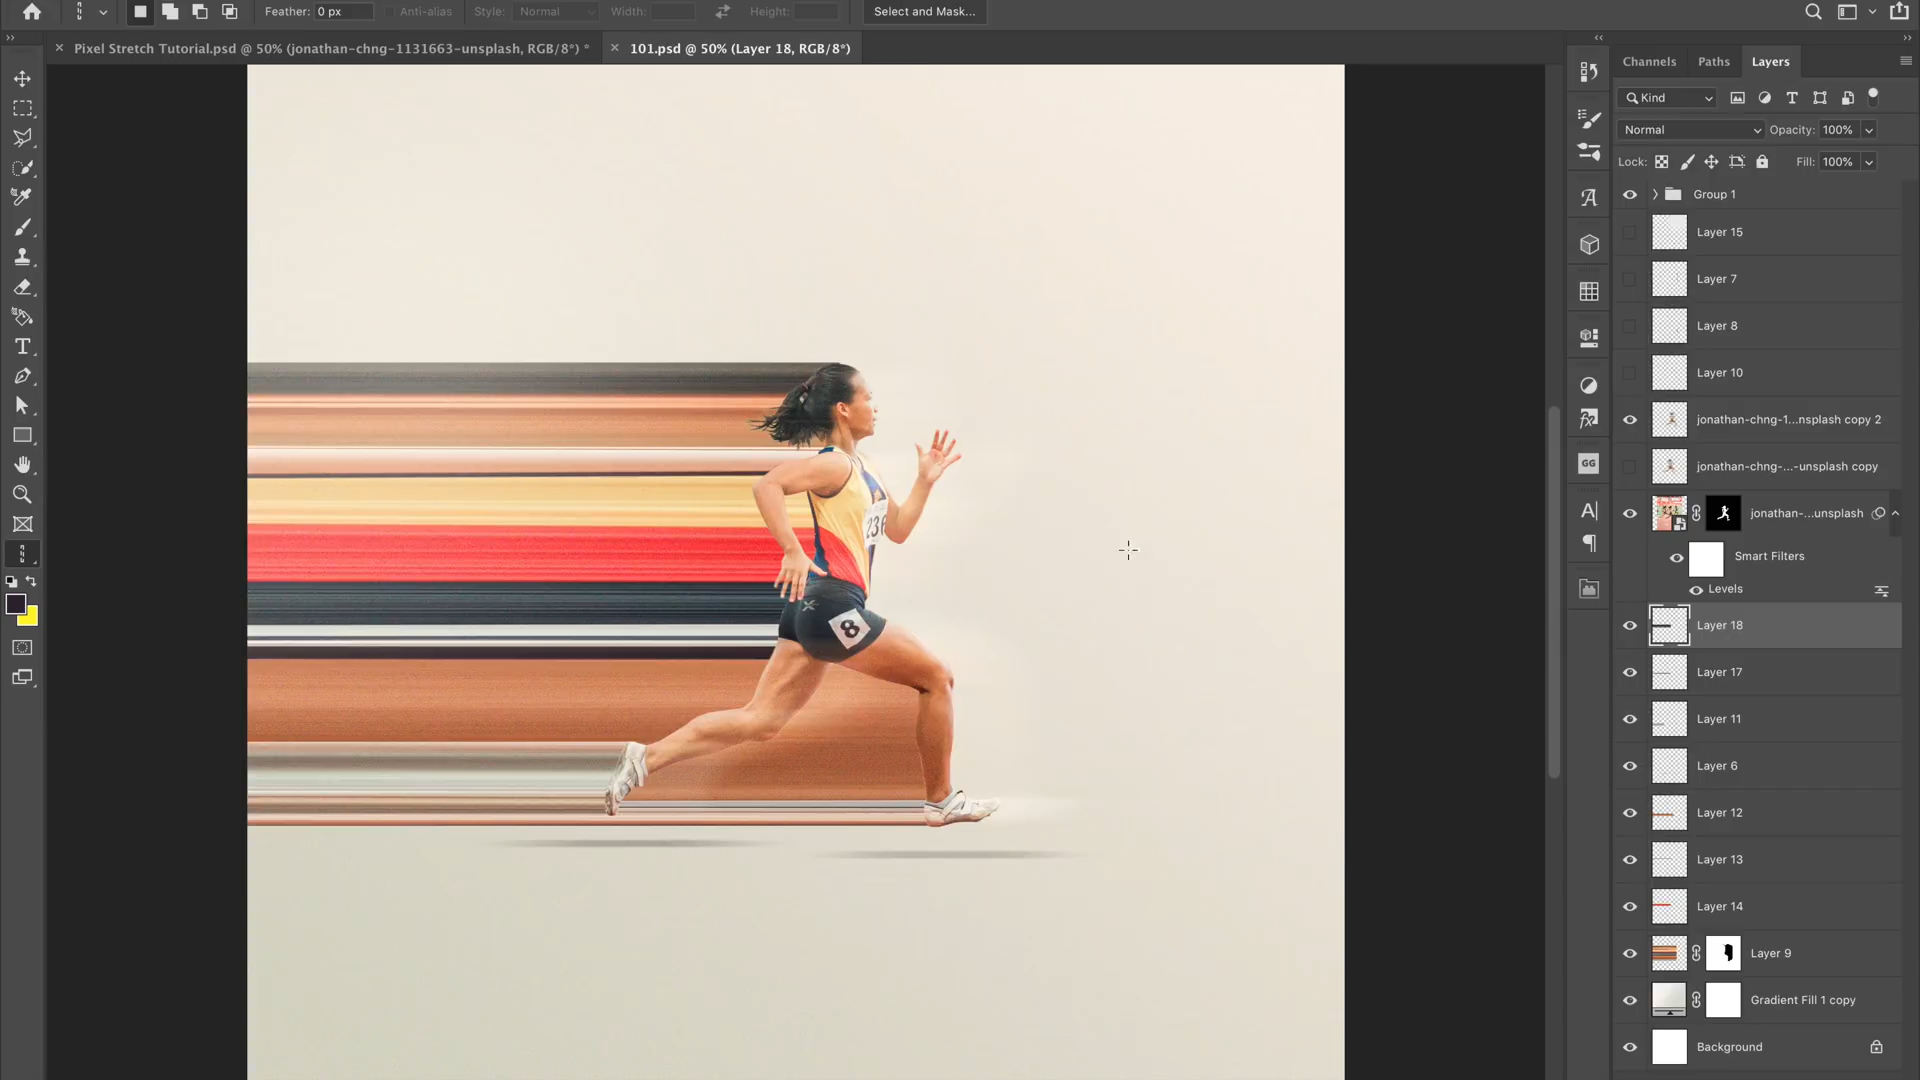 Feather: 0 px Anti-alias Style: Normal Width: Height: Select and Mask...
Pixel Stretch Tutorial.psd @ 50% (jonathan-chng-1131663-unsplash, RGB/8*) * 101.psd @ 50% (Layer 18, RGB/8*)
Channels Paths Layers
Kind
Normal Opacity: 100%
Lock: Fill: 100%
Group 1
Layer 15
Layer 7
Layer 8
Layer 10
jonathan-chng-1...nsplash copy 2
jonathan-chng-...-unsplash copy
jonathan-...unsplash
Smart Filters
Levels
Layer 18
Layer 17
Layer 11
Layer 6
Layer 12
Layer 13
Layer 14
Layer 9
Gradient Fill 1 copy
Background
GG
236
8